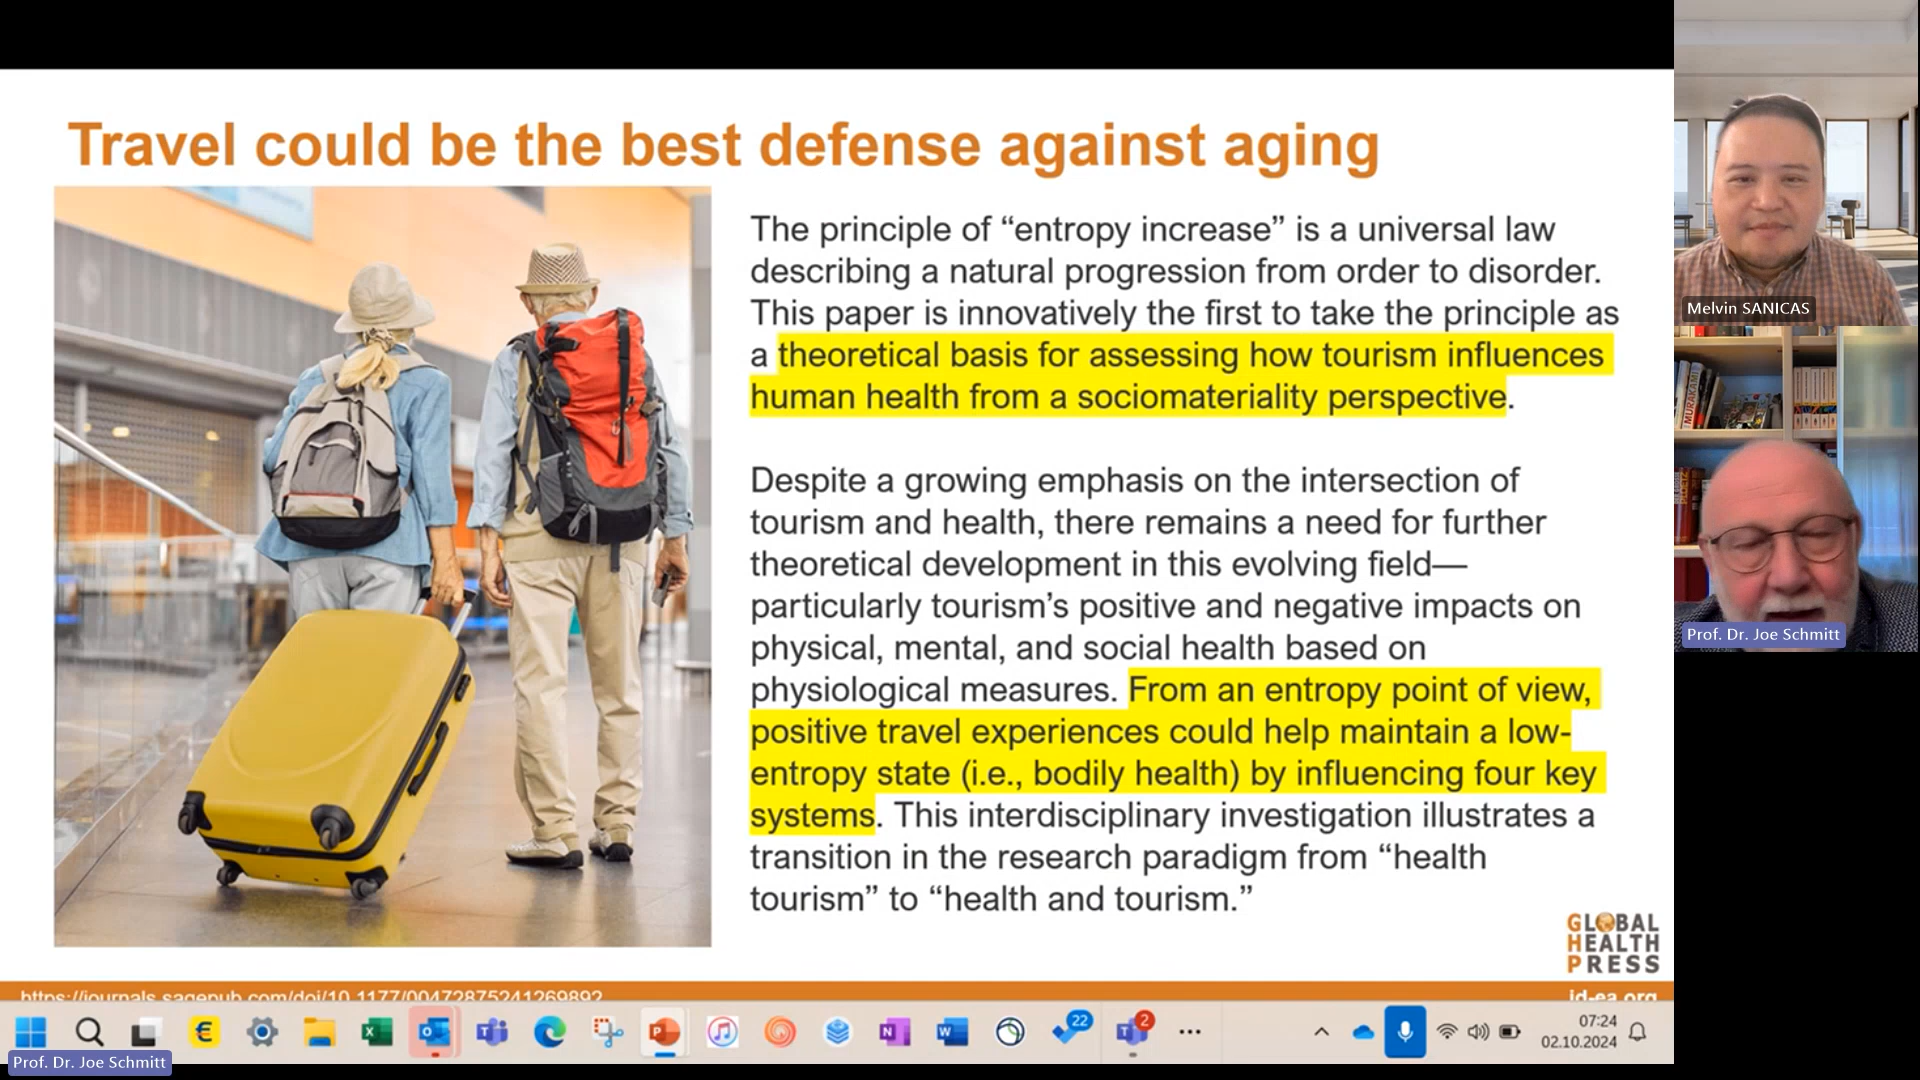 Travel could be the best defense against aging
The principle of “entropy increase” is a universal law
describing a natural progression from order to disorder.
This paper is innovatively the first to take the principle as
a theoretical basis for assessing how tourism influences
human health from a sociomateriality perspective.
Despite a growing emphasis on the intersection of
tourism and health, there remains a need for further
theoretical development in this evolving field—
particularly tourism’s positive and negative impacts on
physical, mental, and social health based on
physiological measures. From an entropy point of view,
positive travel experiences could help maintain a low-
entropy state (i.e., bodily health) by influencing four key
systems. This interdisciplinary investigation illustrates a
transition in the research paradigm from “health
tourism” to “health and tourism.”
GLOBAL
HEALTH
PRESS
https://journals.sagepub.com/doi/10.1177/00472875241269892
id-ea.org
22
2
07:24
02.10.2024
Prof. Dr. Joe Schmitt
Melvin SANICAS
MURAKAMI
Prof. Dr. Joe Schmitt